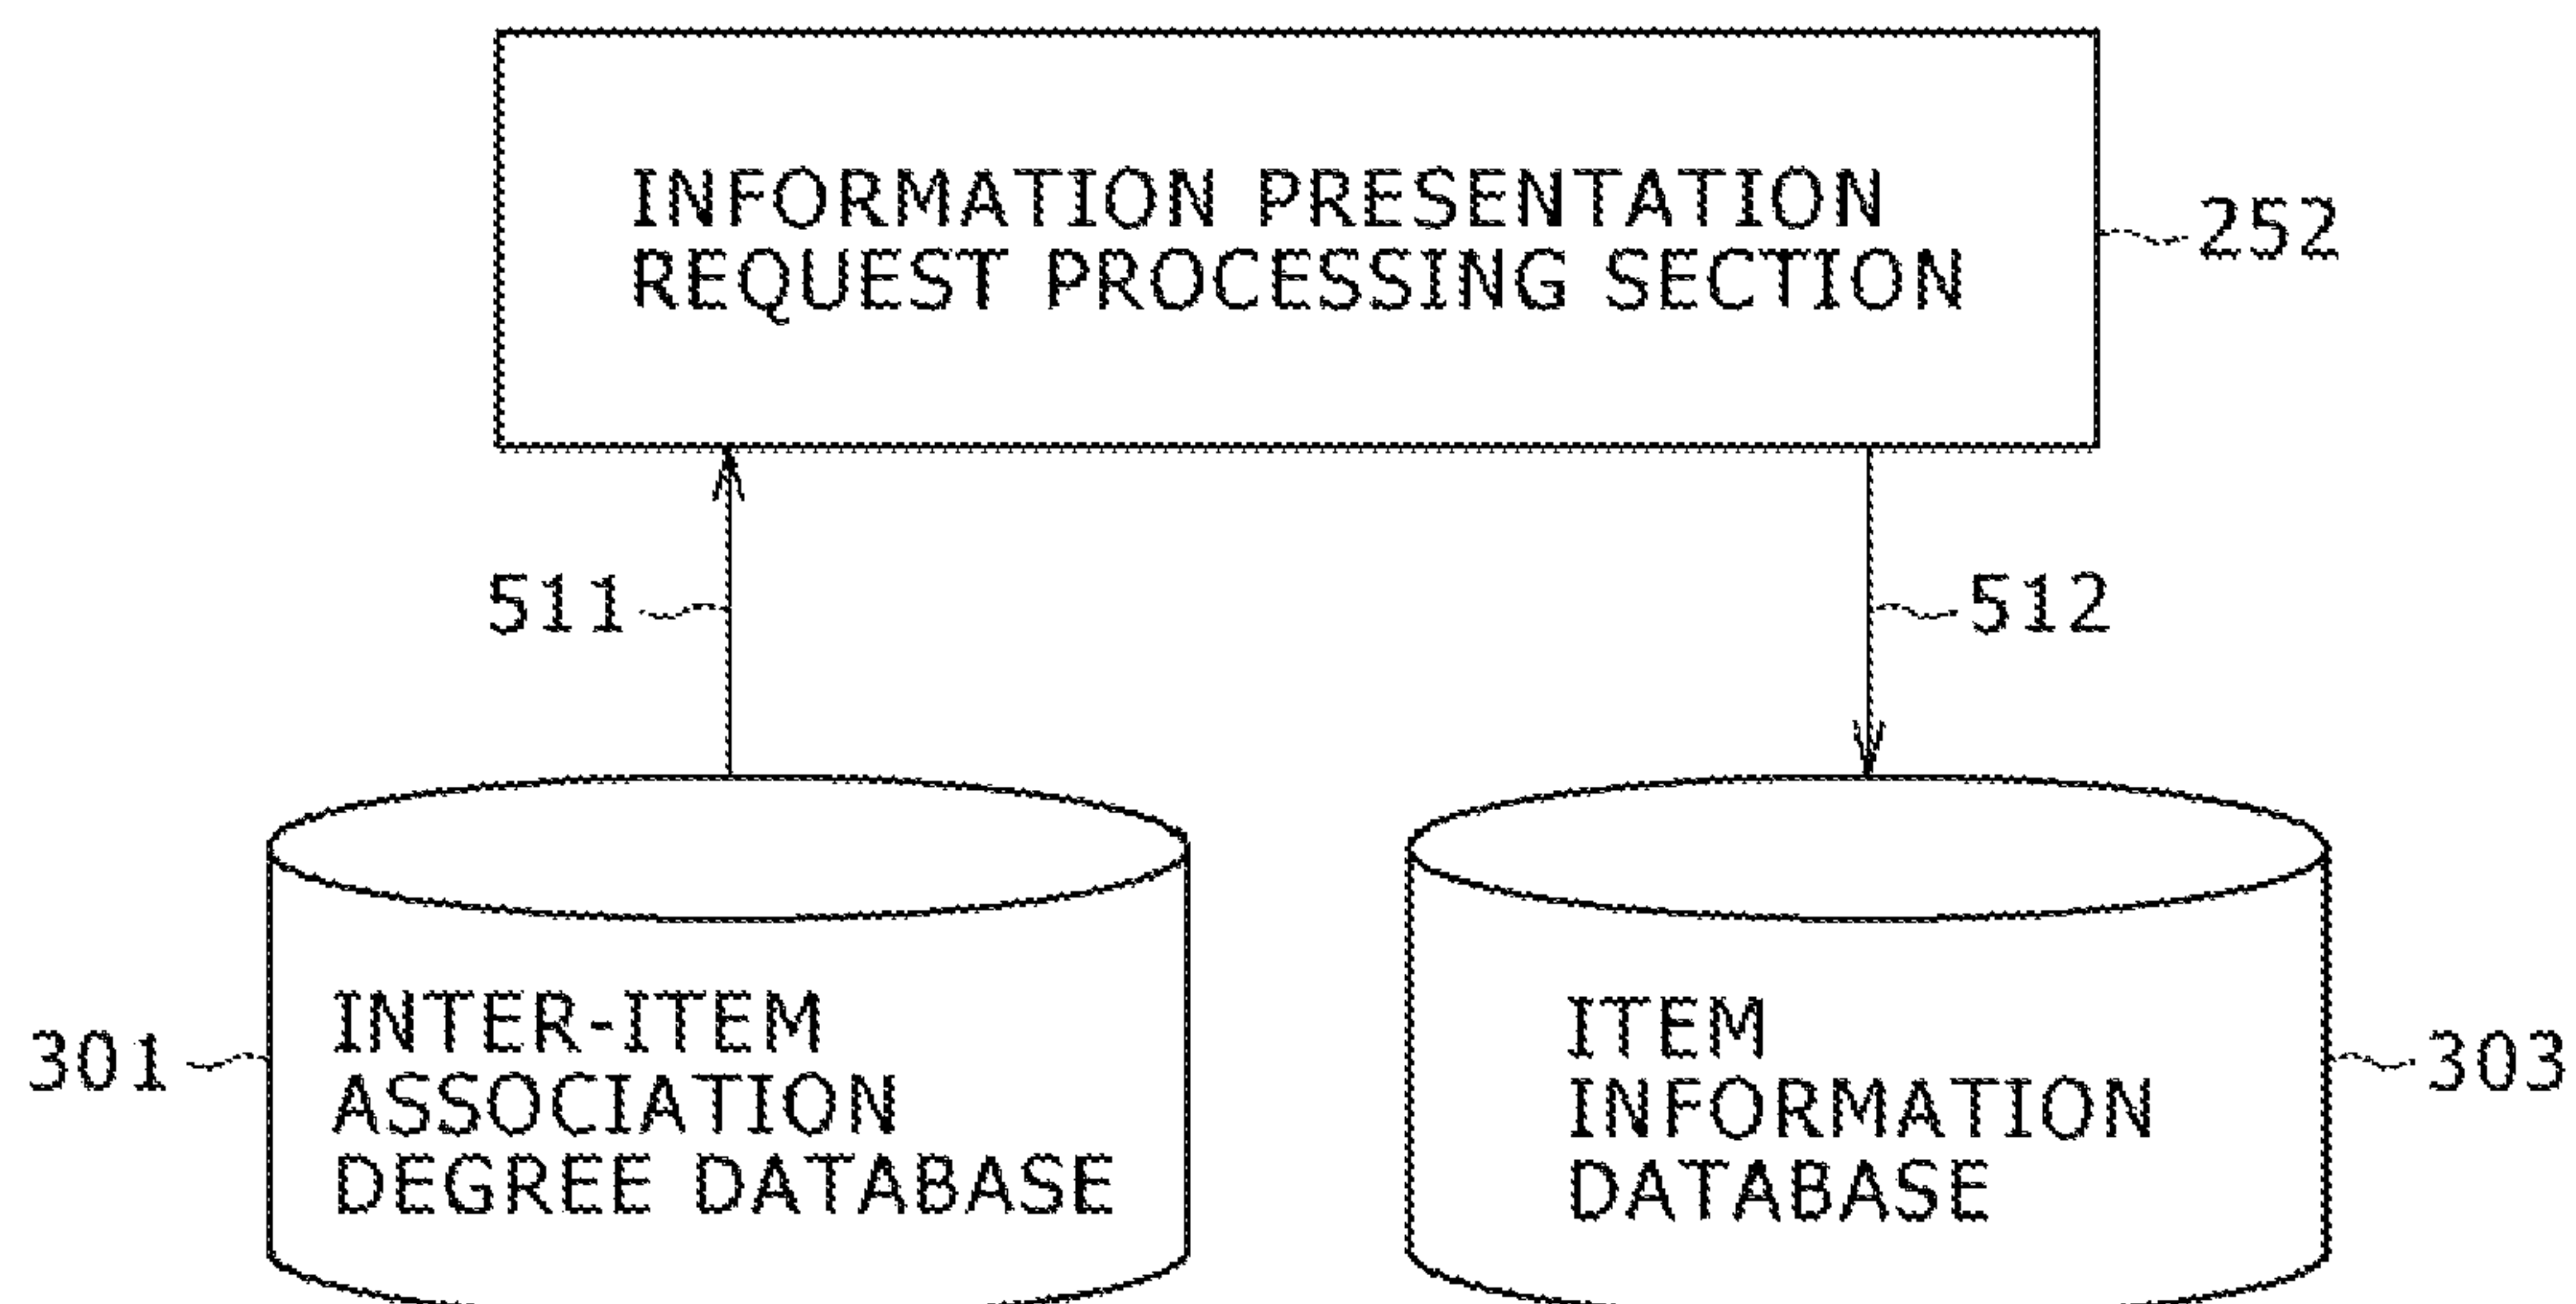 INFORMATION PRESENTATION
REQUEST PROCESSING SECTION
252
511
512
INTER-ITEM
ASSOCIATION
DEGREE DATABASE
301
ITEM
INFORMATION
DATABASE
303